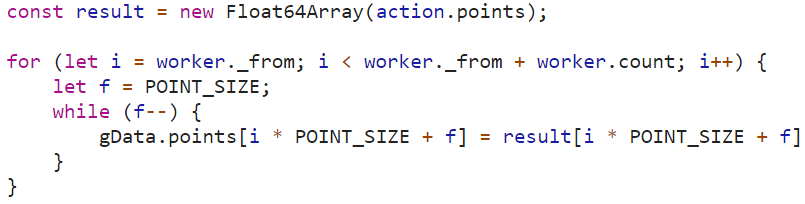 const result = new Float64Array(action.points);

for (let i = worker._from; i < worker._from + worker.count; i++) {
    let f = POINT_SIZE;
    while (f--) {
        gData.points[i * POINT_SIZE + f] = result[i * POINT_SIZE + f]
    }
}